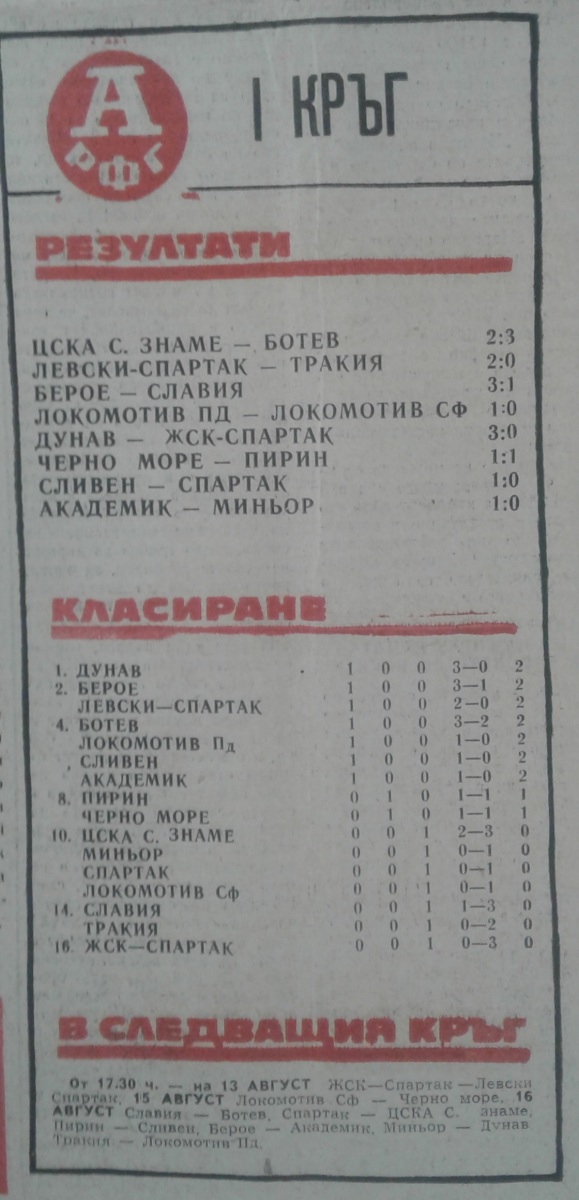 А
РФГ
I КРЪГ
РЕЗУЛТАТИ
ЦСКА С. ЗНАМЕ — БОТЕВ 2:3
ЛЕВСКИ-СПАРТАК — ТРАКИЯ 2:0
БЕРОЕ — СЛАВИЯ 3:1
ЛОКОМОТИВ ПД — ЛОКОМОТИВ СФ 1:0
ДУНАВ — ЖСК-СПАРТАК 3:0
ЧЕРНО МОРЕ — ПИРИН 1:1
СЛИВЕН — СПАРТАК 1:0
АКАДЕМИК — МИНЬОР 1:0
КЛАСИРАНЕ
1. ДУНАВ 1 0 0 3—0 2
2. БЕРОЕ 1 0 0 3—1 2
ЛЕВСКИ—СПАРТАК 1 0 0 2—0 2
4. БОТЕВ 1 0 0 3—2 2
ЛОКОМОТИВ Пд 1 0 0 1—0 2
СЛИВЕН 1 0 0 1—0 2
АКАДЕМИК 1 0 0 1—0 2
8. ПИРИН 0 1 0 1—1 1
ЧЕРНО МОРЕ 0 1 0 1—1 1
10. ЦСКА С. ЗНАМЕ 0 0 1 2—3 0
МИНЬОР 0 0 1 0—1 0
СПАРТАК 0 0 1 0—1 0
ЛОКОМОТИВ Сф 0 0 1 0—1 0
14. СЛАВИЯ 0 0 1 1—3 0
ТРАКИЯ 0 0 1 0—2 0
16. ЖСК—СПАРТАК 0 0 1 0—3 0
В СЛЕДВАЩИЯ КРЪГ
От 17.30 ч. — на 13 АВГУСТ ЖСК—Спартак —Левски
Спартак, 15 АВГУСТ Локомотив Сф — Черно море, 16
АВГУСТ Славия — Ботев, Спартак — ЦСКА С. знаме,
Пирин — Сливен, Берое — Академик, Миньор — Дунав
Тракия — Локомотив Пд.